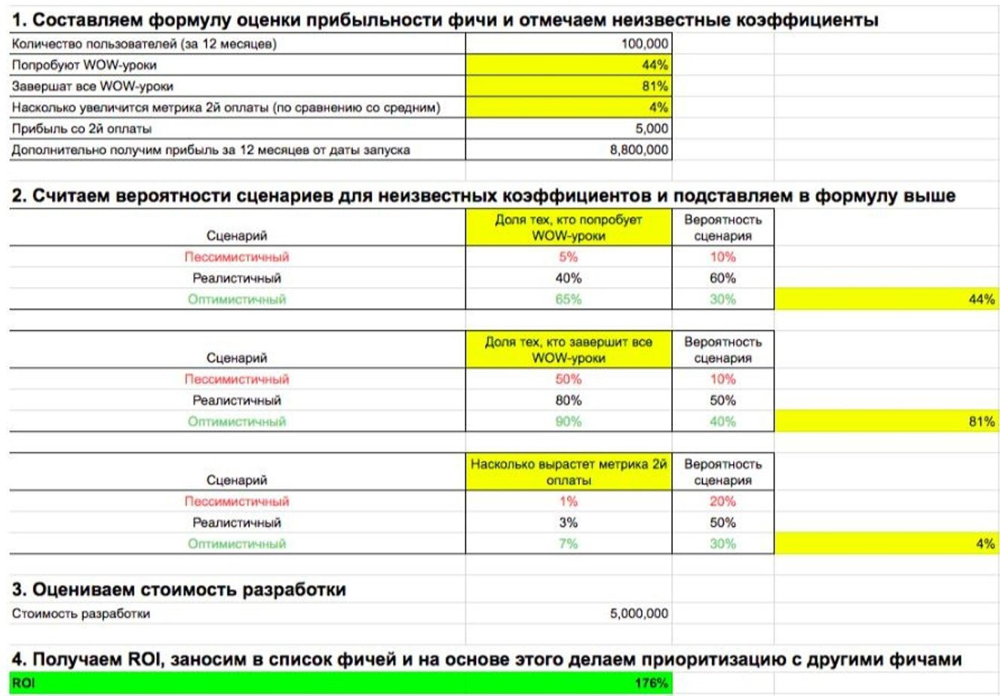 1. Составляем формулу оценки прибыльности фичи и отмечаем неизвестные коэффициенты
Количество пользователей (за 12 месяцев) 100,000
Попробуют WOW-уроки 44%
Завершат все WOW-уроки 81%
Насколько увеличится метрика 2й оплаты (по сравнению со средним) 4%
Прибыль со 2й оплаты 5,000
Дополнительно получим прибыль за 12 месяцев от даты запуска 8,800,000
2. Считаем вероятности сценариев для неизвестных коэффициентов и подставляем в формулу выше
Доля тех, кто попробует Вероятность
Сценарий WOW-уроки сценария
Пессимистичный 5% 10%
Реалистичный 40% 60%
Оптимистичный 65% 30% 44%
Доля тех, кто завершит все Вероятность
Сценарий WOW-уроки сценария
Пессимистичный 50% 10%
Реалистичный 80% 50%
Оптимистичный 90% 40% 81%
Насколько вырастет метрика 2й Вероятность
Сценарий оплаты сценария
Пессимистичный 1% 20%
Реалистичный 3% 50%
Оптимистичный 7% 30% 4%
3. Оцениваем стоимость разработки
Стоимость разработки 5,000,000
4. Получаем ROI, заносим в список фичей и на основе этого делаем приоритизацию с другими фичами
ROI 176%